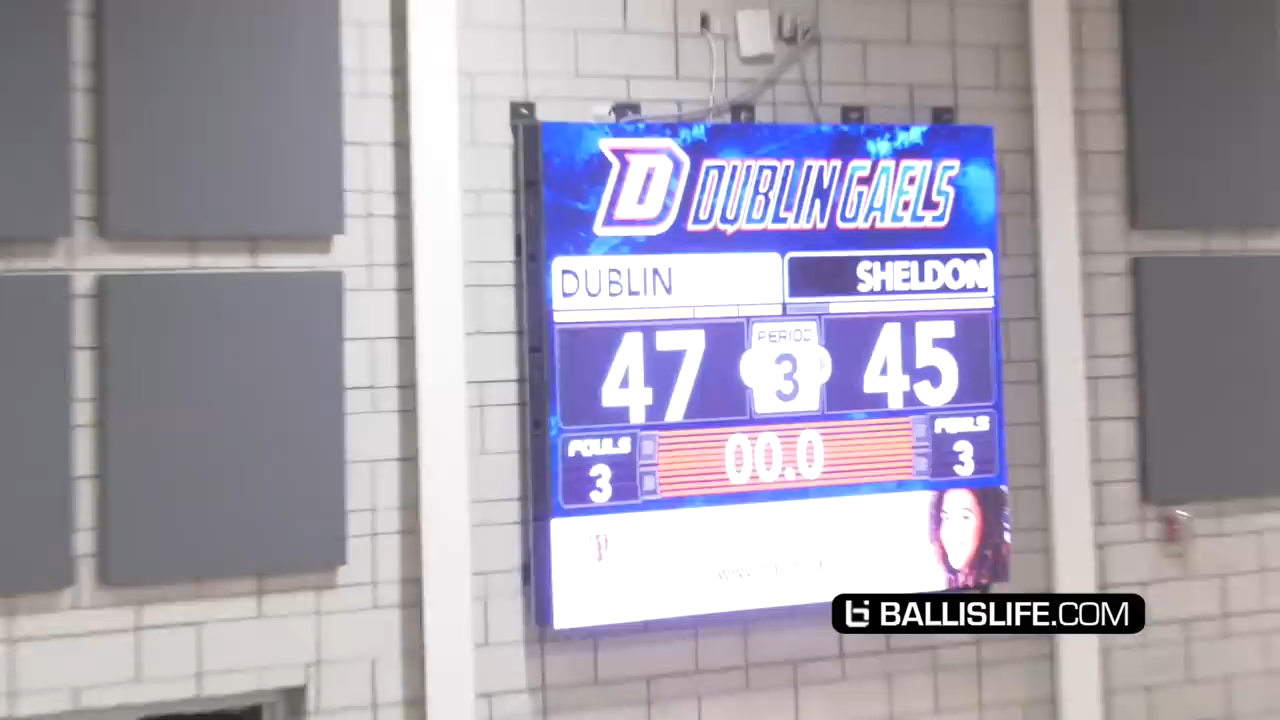 D DUBLIN GAELS
DUBLIN SHELDON
47 PERIOD 3 45
FOULS 3 00.0 FOULS 3
BALLISLIFE.COM